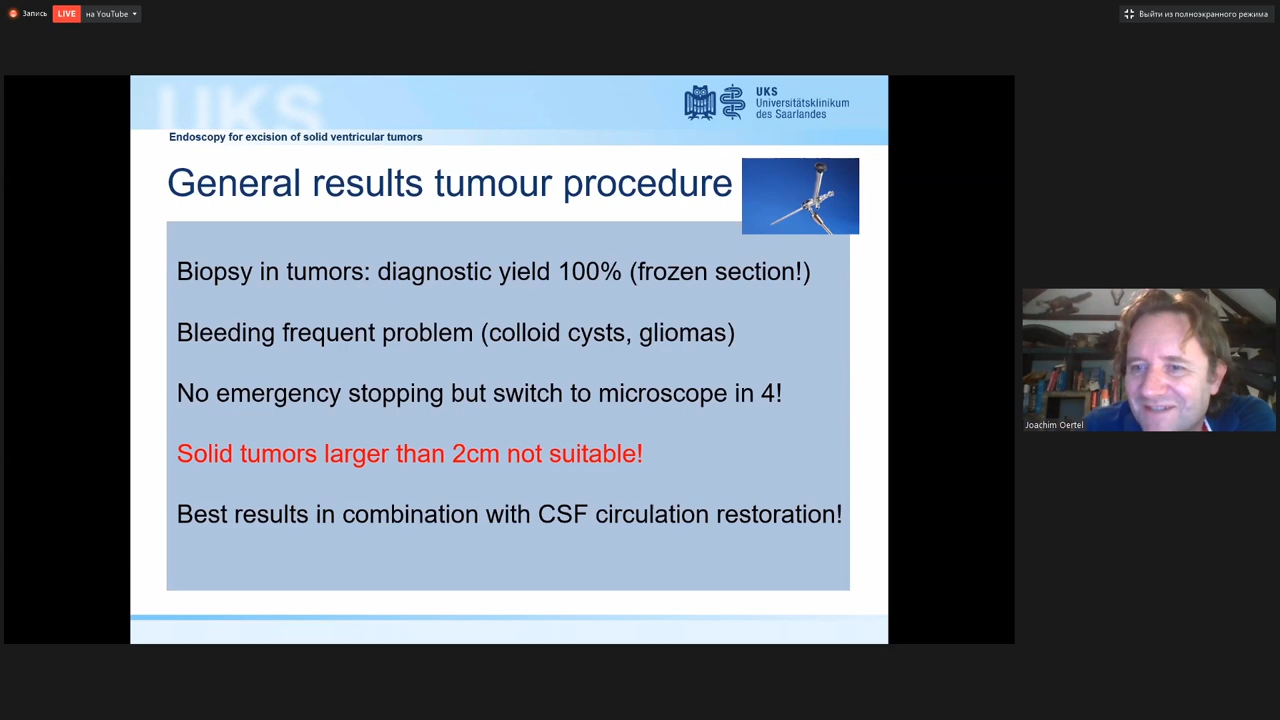 Запись
LIVE на YouTube
Выйти из полноэкранного режима
UKS
UKS
Universitätsklinikum
des Saarlandes
Endoscopy for excision of solid ventricular tumors
General results tumour procedure
Biopsy in tumors: diagnostic yield 100% (frozen section!)
Bleeding frequent problem (colloid cysts, gliomas)
No emergency stopping but switch to microscope in 4!
Solid tumors larger than 2cm not suitable!
Best results in combination with CSF circulation restoration!
Joachim Oertel